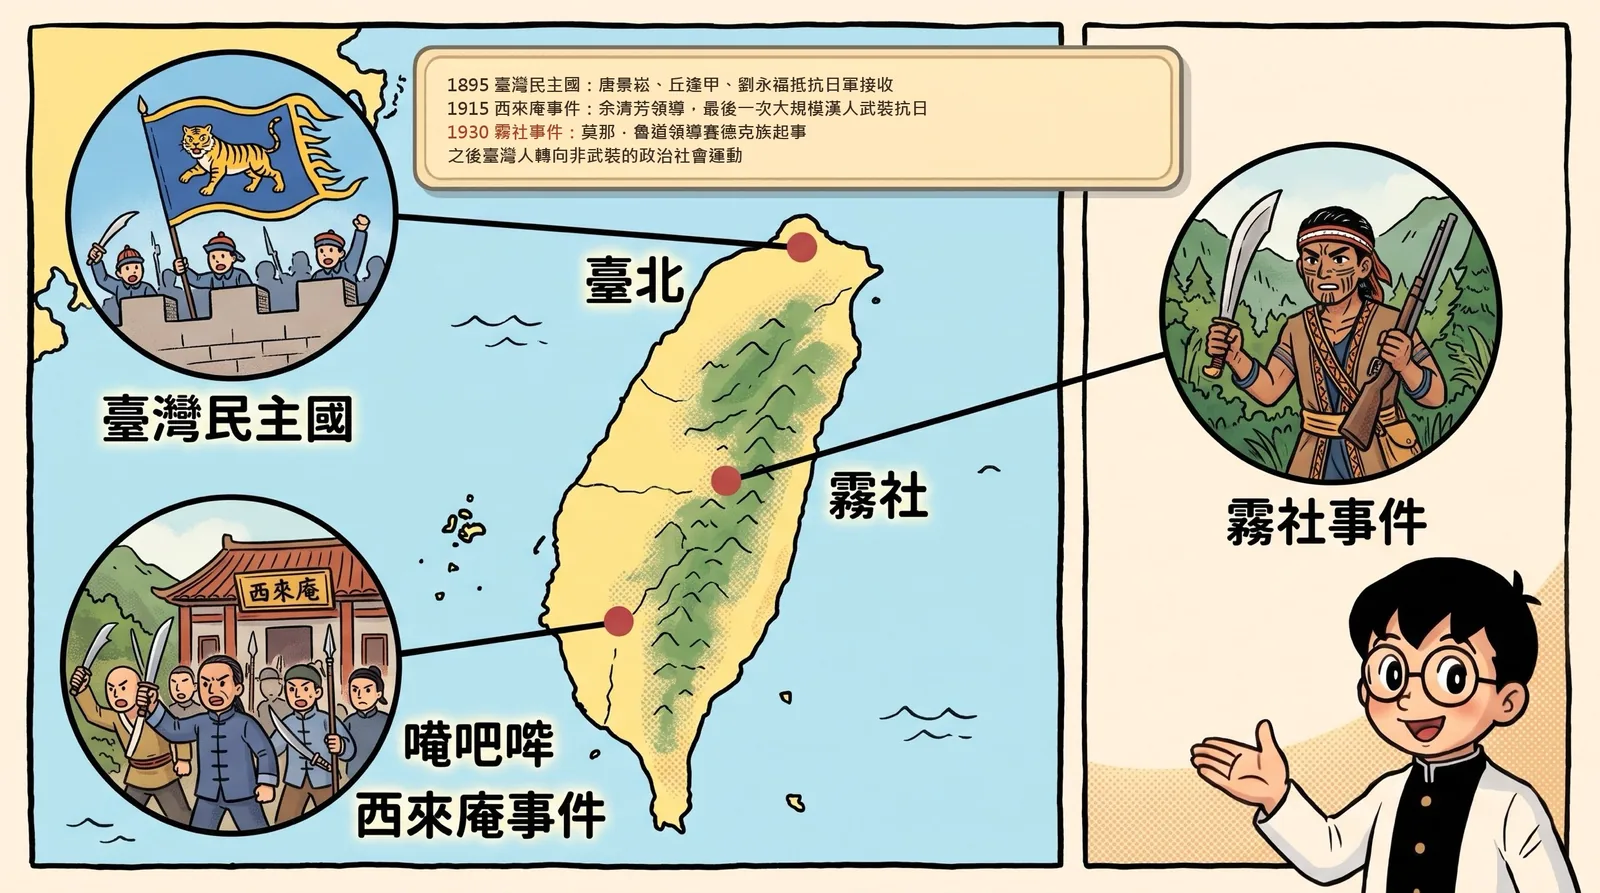 1895 臺灣民主國：唐景崧、丘逢甲、劉永福抵抗日軍接收
1915 西來庵事件：余清芳領導，最後一次大規模漢人武裝抗日
1930 霧社事件：莫那．魯道領導賽德克族起事
之後臺灣人轉向非武裝的政治社會運動
臺北
臺灣民主國
霧社
霧社事件
西來庵
噍吧哖
西來庵事件